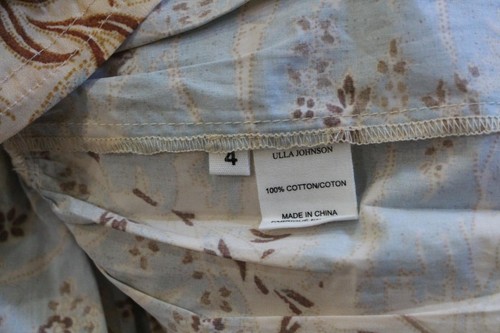 4
ULLA JOHNSON
100% COTTON/COTON
MADE IN CHINA